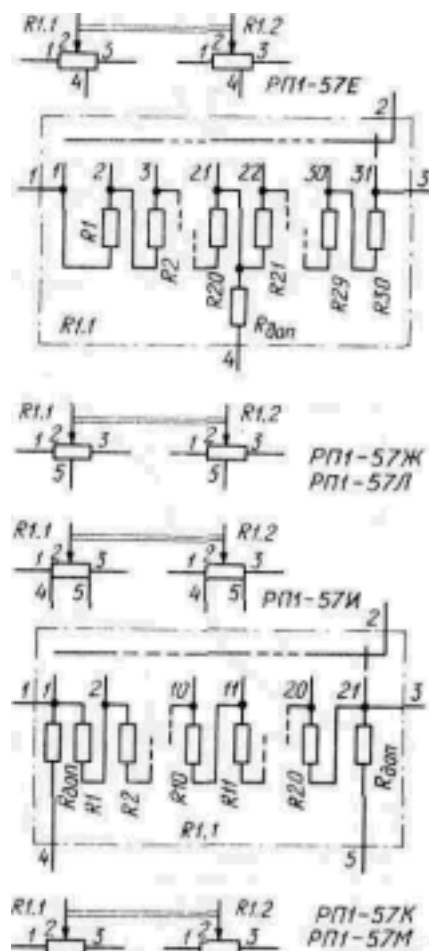 R1.1 R1.2
1 2 3 1 2 3
4 4
РП1-57Е
2
1 1 2 3 21 22 30 31 3
R1 R2 R20 R21 R29 R30
R1.1 4 Rдоп
R1.1 R1.2
1 2 3 1 2 3
5 5
РП1-57Ж
РП1-57Л
R1.1 R1.2
1 2 3 1 2 3
4 5 4 5
РП1-57И
2
1 1 2 10 11 20 21 3
Rдоп R1 R2 R10 R11 R20 Rдоп
R1.1
4 5
R1.1 R1.2
РП1-57К
РП1-57М
1 2 3 1 2 3